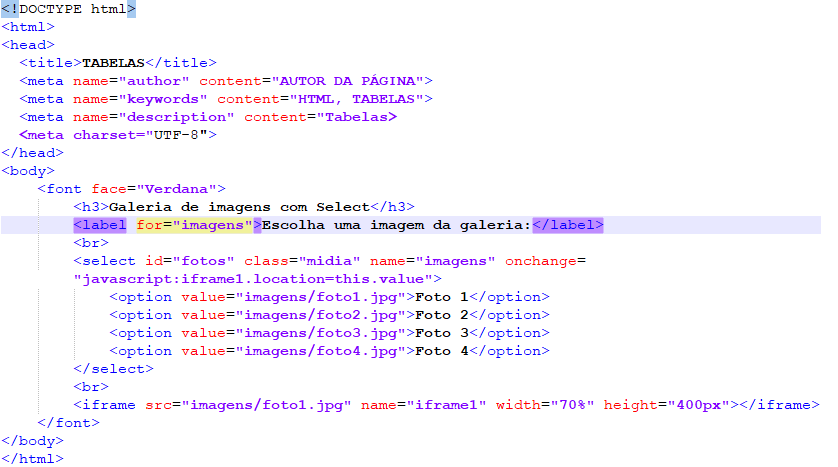 <!DOCTYPE html>
<html>
<head>
  <title>TABELAS</title>
  <meta name="author" content="AUTOR DA PÁGINA">
  <meta name="keywords" content="HTML, TABELAS">
  <meta name="description" content="Tabelas>
  <meta charset="UTF-8">
</head>
<body>
    <font face="Verdana">
        <h3>Galeria de imagens com Select</h3>
        <label for="imagens">Escolha uma imagem da galeria:</label>
        <br>
        <select id="fotos" class="midia" name="imagens" onchange=
        "javascript:iframe1.location=this.value">
            <option value="imagens/foto1.jpg">Foto 1</option>
            <option value="imagens/foto2.jpg">Foto 2</option>
            <option value="imagens/foto3.jpg">Foto 3</option>
            <option value="imagens/foto4.jpg">Foto 4</option>
        </select>
        <br>
        <iframe src="imagens/foto1.jpg" name="iframe1" width="70%" height="400px"></iframe>
    </font>
</body>
</html>